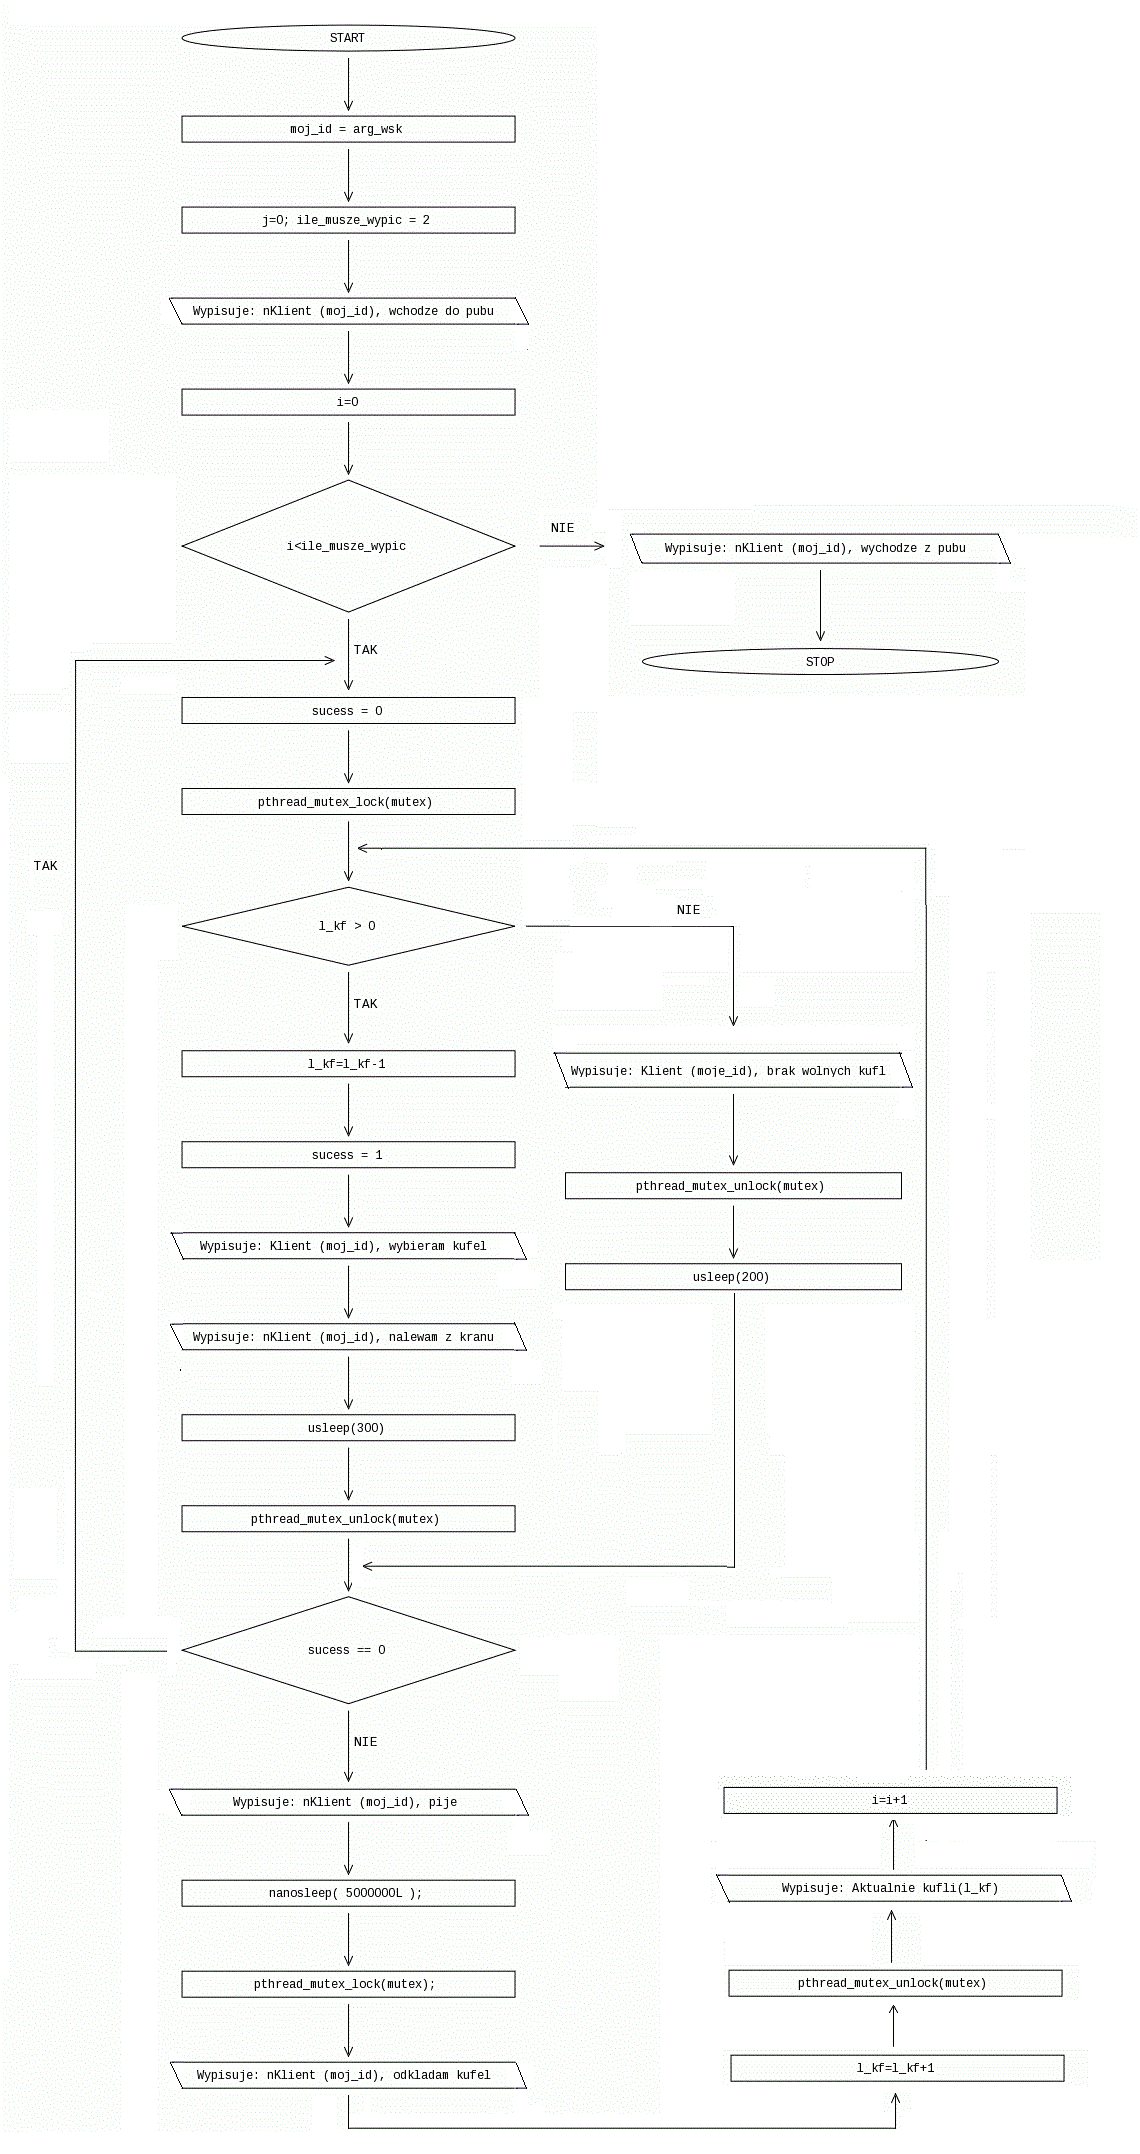 START
moj_id = arg_wsk
j=0; ile_musze_wypic = 2
Wypisuje: nKlient (moj_id), wchodze do pubu
i=0
i<ile_musze_wypic
NIE
Wypisuje: nKlient (moj_id), wychodze z pubu
STOP
TAK
sucess = 0
pthread_mutex_lock(mutex)
TAK
l_kf > 0
NIE
TAK
l_kf=l_kf-1
Wypisuje: Klient (moje_id), brak wolnych kufl
sucess = 1
pthread_mutex_unlock(mutex)
Wypisuje: Klient (moj_id), wybieram kufel
usleep(200)
Wypisuje: nKlient (moj_id), nalewam z kranu
usleep(300)
pthread_mutex_unlock(mutex)
sucess == 0
NIE
Wypisuje: nKlient (moj_id), pije
nanosleep( 5000000L );
pthread_mutex_lock(mutex);
Wypisuje: nKlient (moj_id), odkladam kufel
l_kf=l_kf+1
pthread_mutex_unlock(mutex)
Wypisuje: Aktualnie kufli(l_kf)
i=i+1